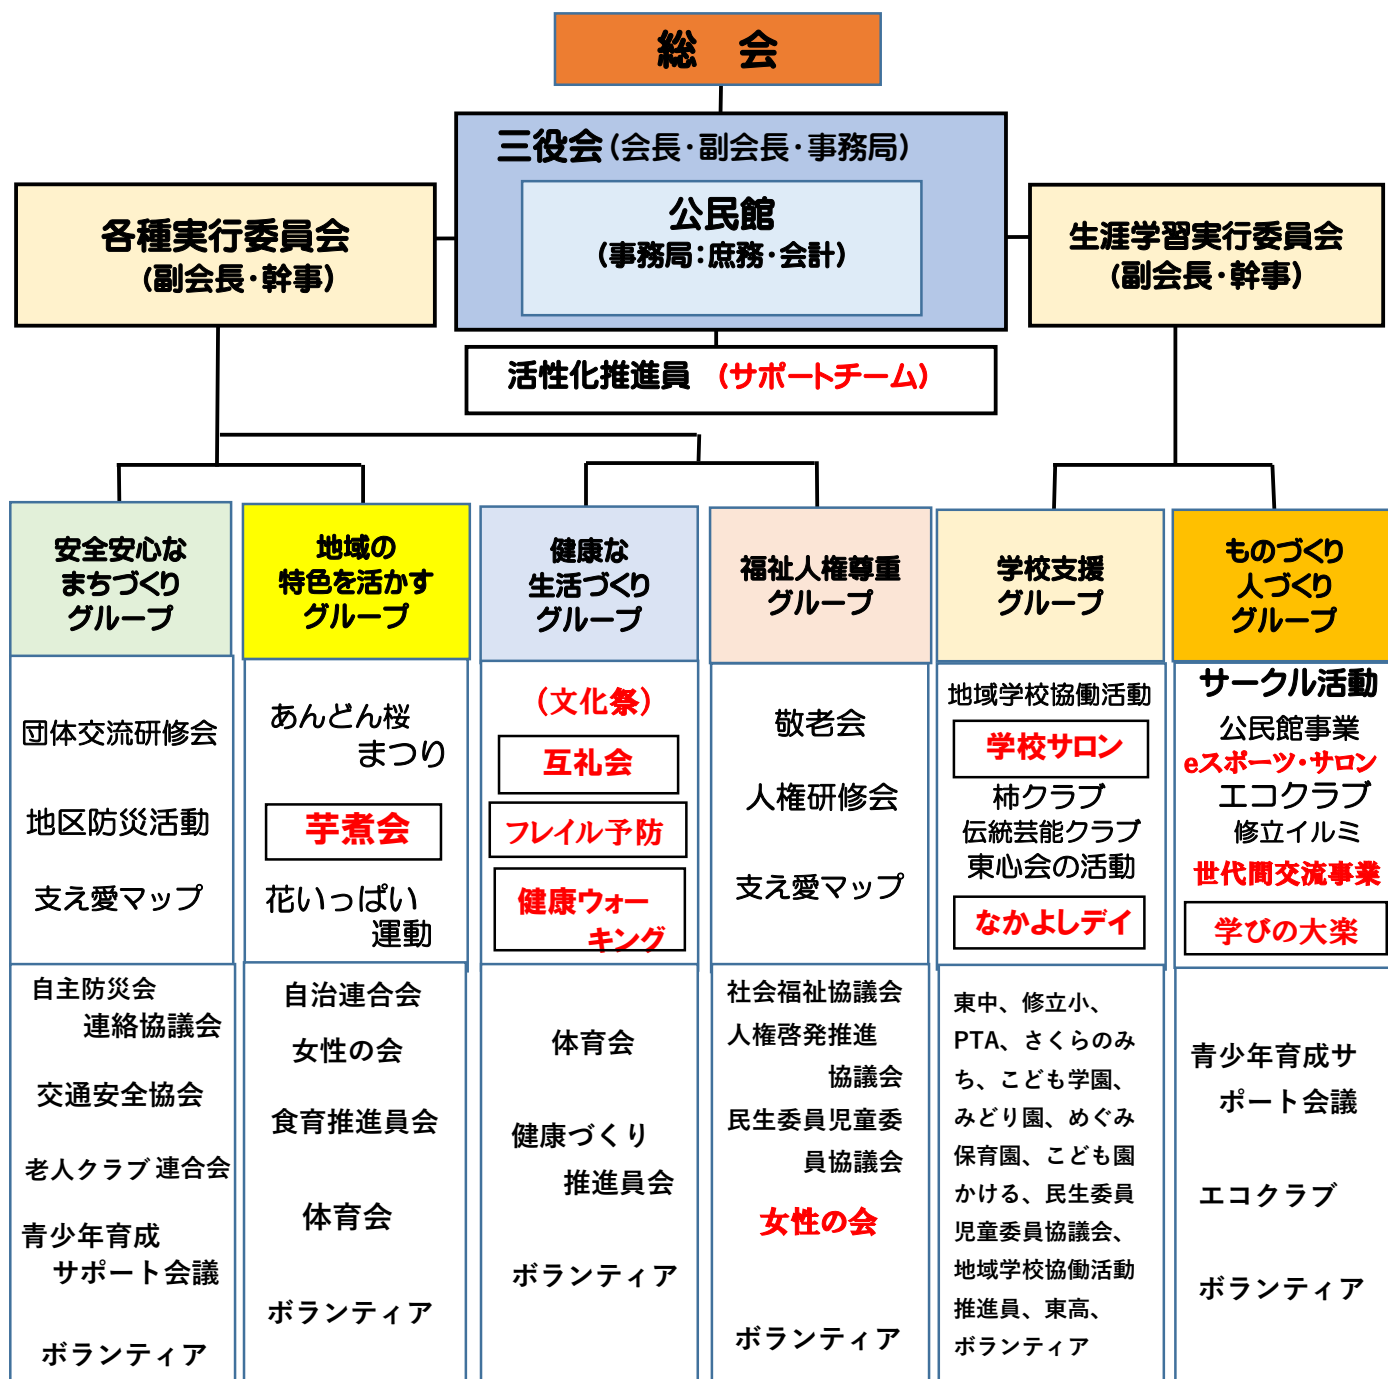 総　会
三役会(会長・副会長・事務局)
公民館
(事務局:庶務・会計)
各種実行委員会
(副会長・幹事)
生涯学習実行委員会
(副会長・幹事)
活性化推進員　(サポートチーム)
安全安心な
まちづくり
グループ
団体交流研修会
地区防災活動
支え愛マップ
自主防災会
連絡協議会
交通安全協会
老人クラブ連合会
青少年育成
サポート会議
ボランティア
地域の
特色を活かす
グループ
あんどん桜
まつり
芋煮会
花いっぱい
運動
自治連合会
女性の会
食育推進員会
体育会
ボランティア
健康な
生活づくり
グループ
(文化祭)
互礼会
フレイル予防
健康ウォー
キング
体育会
健康づくり
推進員会
ボランティア
福祉人権尊重
グループ
敬老会
人権研修会
支え愛マップ
社会福祉協議会
人権啓発推進
協議会
民生委員児童委
員協議会
女性の会
ボランティア
学校支援
グループ
地域学校協働活動
学校サロン
柿クラブ
伝統芸能クラブ
東心会の活動
なかよしデイ
東中、修立小、
PTA、さくらのみ
ち、こども学園、
みどり園、めぐみ
保育園、こども園
かける、民生委員
児童委員協議会、
地域学校協働活動
推進員、東高、
ボランティア
ものづくり
人づくり
グループ
サークル活動
公民館事業
eスポーツ・サロン
エコクラブ
修立イルミ
世代間交流事業
学びの大楽
青少年育成サ
ポート会議
エコクラブ
ボランティア